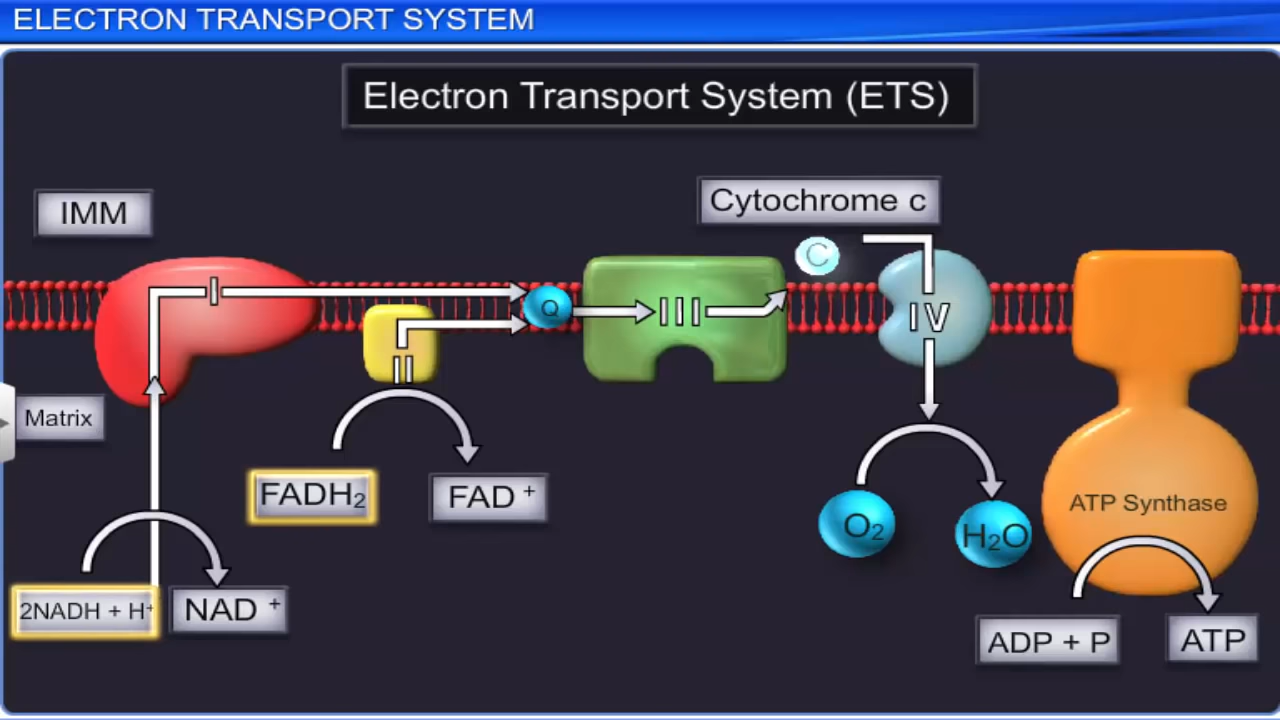 ELECTRON TRANSPORT SYSTEM
Electron Transport System (ETS)
IMM
Cytochrome c
C
I
Q
III
IV
II
Matrix
FADH₂
FAD⁺
O₂
H₂O
ATP Synthase
2NADH + H⁺
NAD⁺
ADP + P
ATP